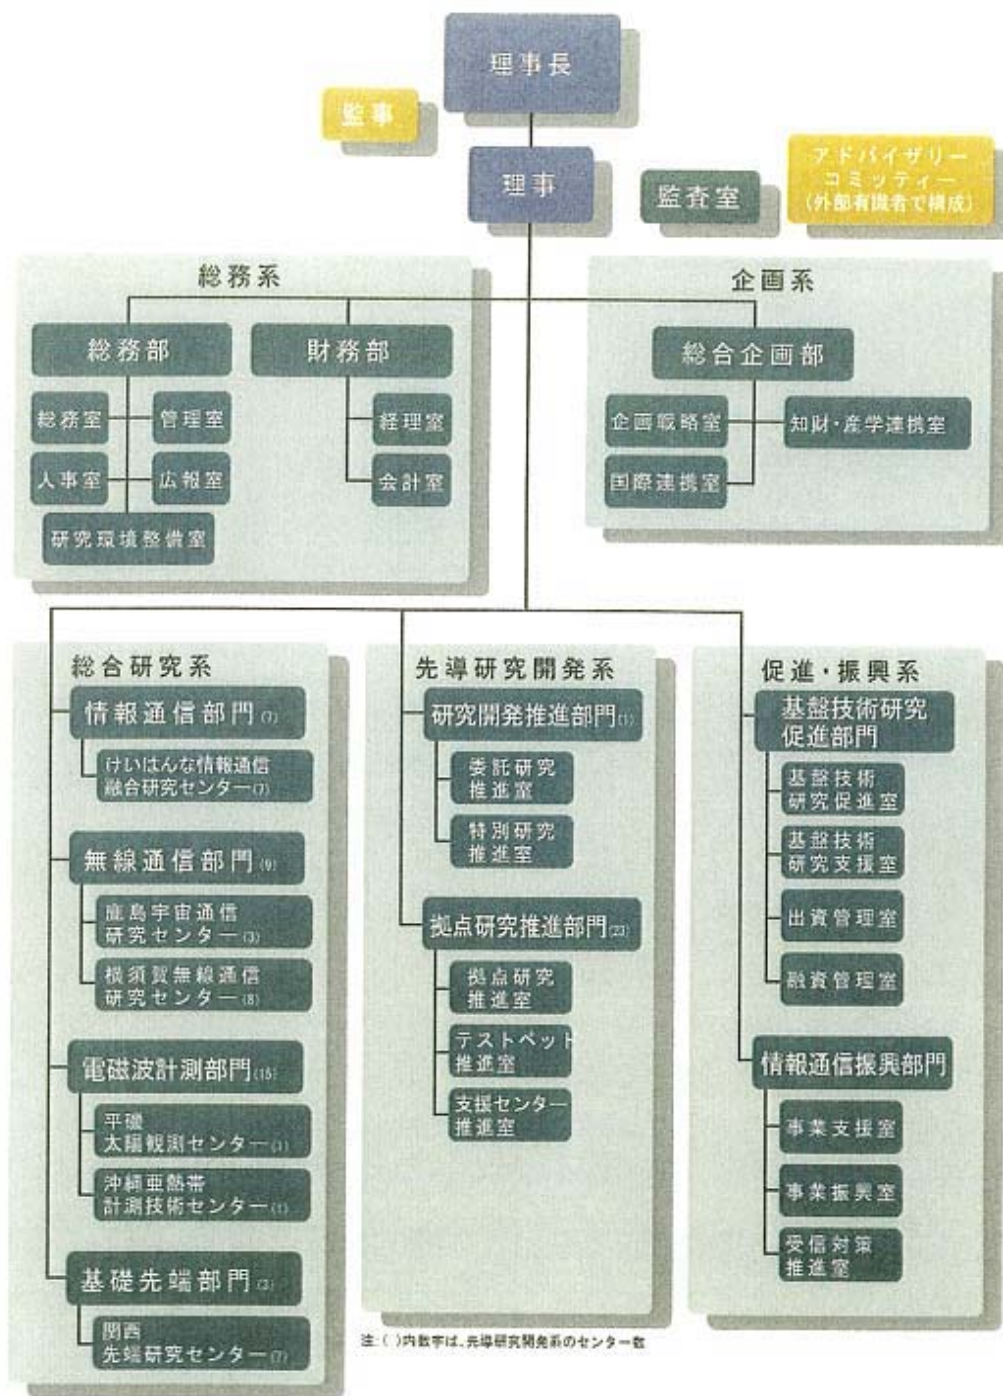 理事長
監事
理事
監査室
アドバイザリー
コミッティー
(外部有識者で構成)
総務系
総務部
財務部
総務室
管理室
経理室
人事室
広報室
会計室
研究環境整備室
企画系
総合企画部
企画戦略室
知財・産学連携室
国際連携室
総合研究系
情報通信部門(7)
けいはんな情報通信
融合研究センター(7)
無線通信部門(9)
鹿島宇宙通信
研究センター(3)
横須賀無線通信
研究センター(8)
電磁波計測部門(15)
平磯
太陽観測センター
沖縄亜熱帯
計測技術センター(1)
基礎先端部門(3)
関西
先端研究センター(7)
先導研究開発系
研究開発推進部門(1)
委託研究
推進室
特別研究
推進室
拠点研究推進部門(23)
拠点研究
推進室
テストベット
推進室
支援センター
推進室
促進・振興系
基盤技術研究
促進部門
基盤技術
研究促進室
基盤技術
研究支援室
出資管理室
融資管理室
情報通信振興部門
事業支援室
事業振興室
受信対策
推進室
注:( )内数字は、先導研究開発系のセンター数